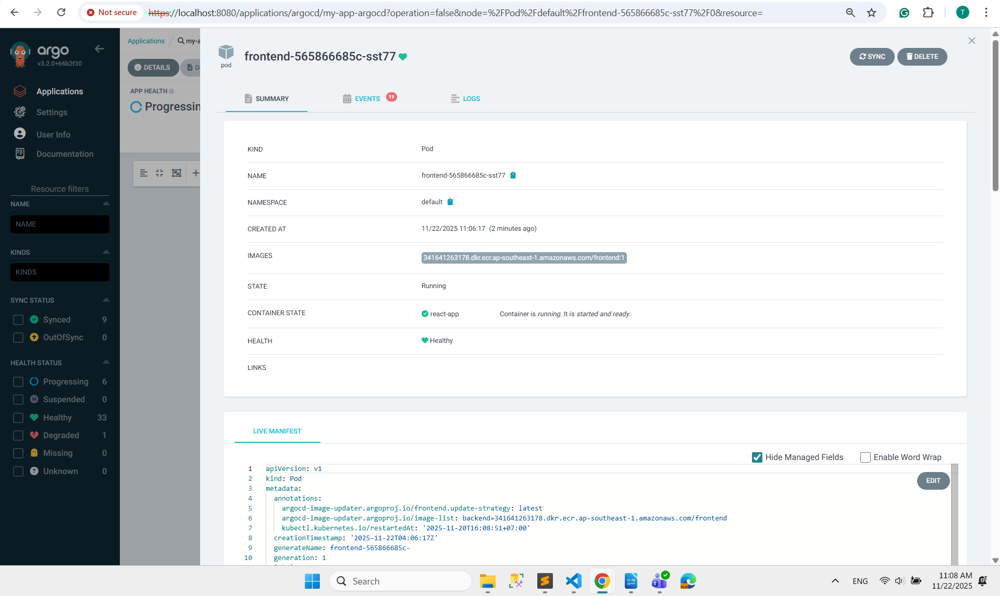 Not secure https://localhost:8080/applications/argocd/my-app-argocd?operation=false&node=%2FPod%2Fdefault%2Ffrontend-565866685c-sst77%2F0&resource=
T
argo
v3.2.0+66b2f30
Applications
Settings
User Info
Documentation
Resource filters
NAME
NAME
KINDS
KINDS
SYNC STATUS
Synced 9
OutOfSync 0
HEALTH STATUS
Progressing 6
Suspended 0
Healthy 33
Degraded 1
Missing 0
Unknown 0
Applications / my-a
DETAILS D
APP HEALTH
Progressin
pod
frontend-565866685c-sst77
SYNC DELETE
SUMMARY EVENTS 11 LOGS
KIND Pod
NAME frontend-565866685c-sst77
NAMESPACE default
CREATED AT 11/22/2025 11:06:17 (2 minutes ago)
IMAGES 341641263178.dkr.ecr.ap-southeast-1.amazonaws.com/frontend:1
STATE Running
CONTAINER STATE react-app Container is running. It is started and ready.
HEALTH Healthy
LINKS
LIVE MANIFEST
Hide Managed Fields Enable Word Wrap
EDIT
1 apiVersion: v1
2 kind: Pod
3 metadata:
4 annotations:
5 argocd-image-updater.argoproj.io/frontend.update-strategy: latest
6 argocd-image-updater.argoproj.io/image-list: backend=341641263178.dkr.ecr.ap-southeast-1.amazonaws.com/frontend
7 kubectl.kubernetes.io/restartedAt: '2025-11-20T16:08:51+07:00'
8 creationTimestamp: '2025-11-22T04:06:17Z'
9 generateName: frontend-565866685c-
10 generation: 1
Search
ENG
11:08 AM
11/22/2025